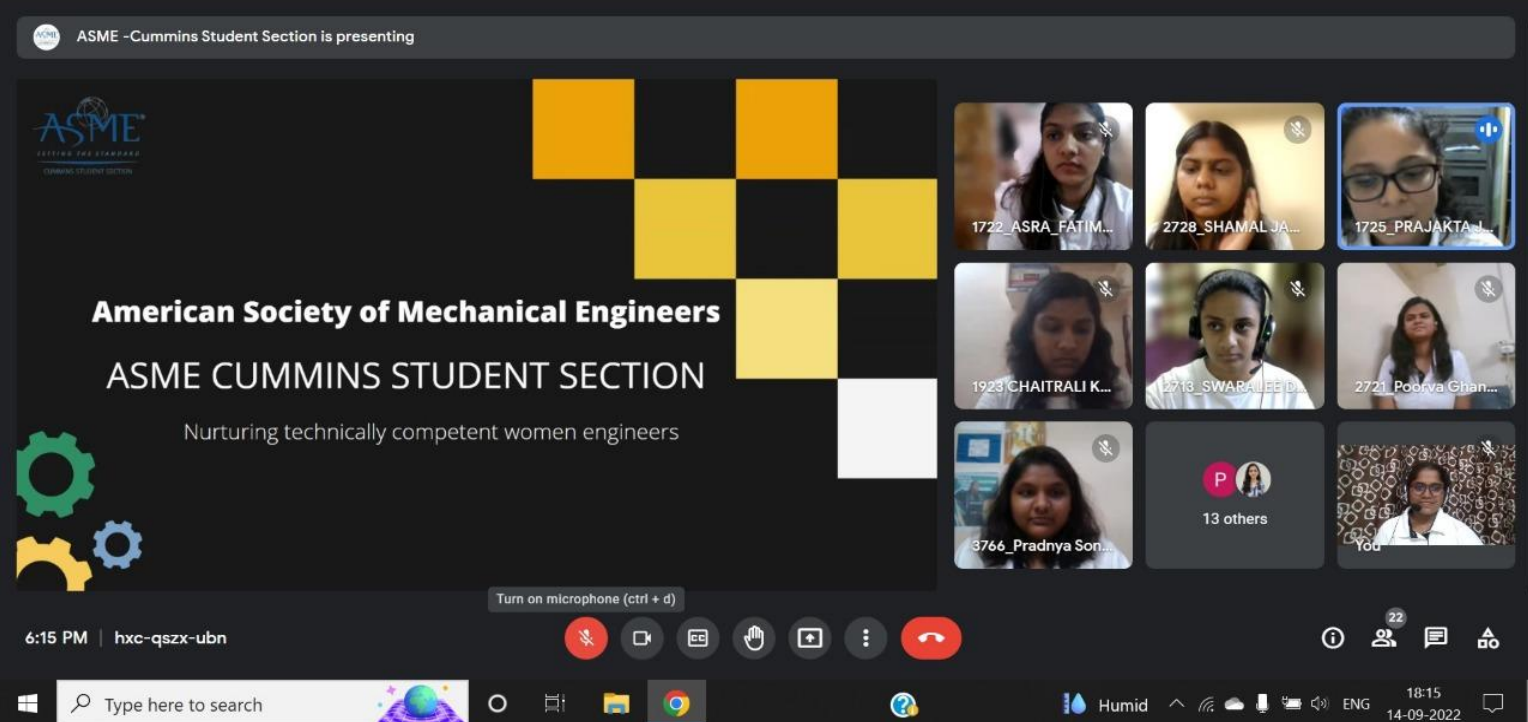 ASME -Cummins Student Section is presenting
ASME
SETTING THE STANDARD
CUMMINS STUDENT SECTION
American Society of Mechanical Engineers
ASME CUMMINS STUDENT SECTION
Nurturing technically competent women engineers
1722_ASRA_FATIM...
2728_SHAMAL JA...
1725_PRAJAKTA J...
1923 CHAITRALI K...
2713_SWARALEE D...
2721_Poorva Ghan...
3766_Pradnya Son...
P
13 others
You
Turn on microphone (ctrl + d)
6:15 PM | hxc-qszx-ubn
CC
22
Type here to search
Humid
ENG
18:15
14-09-2022